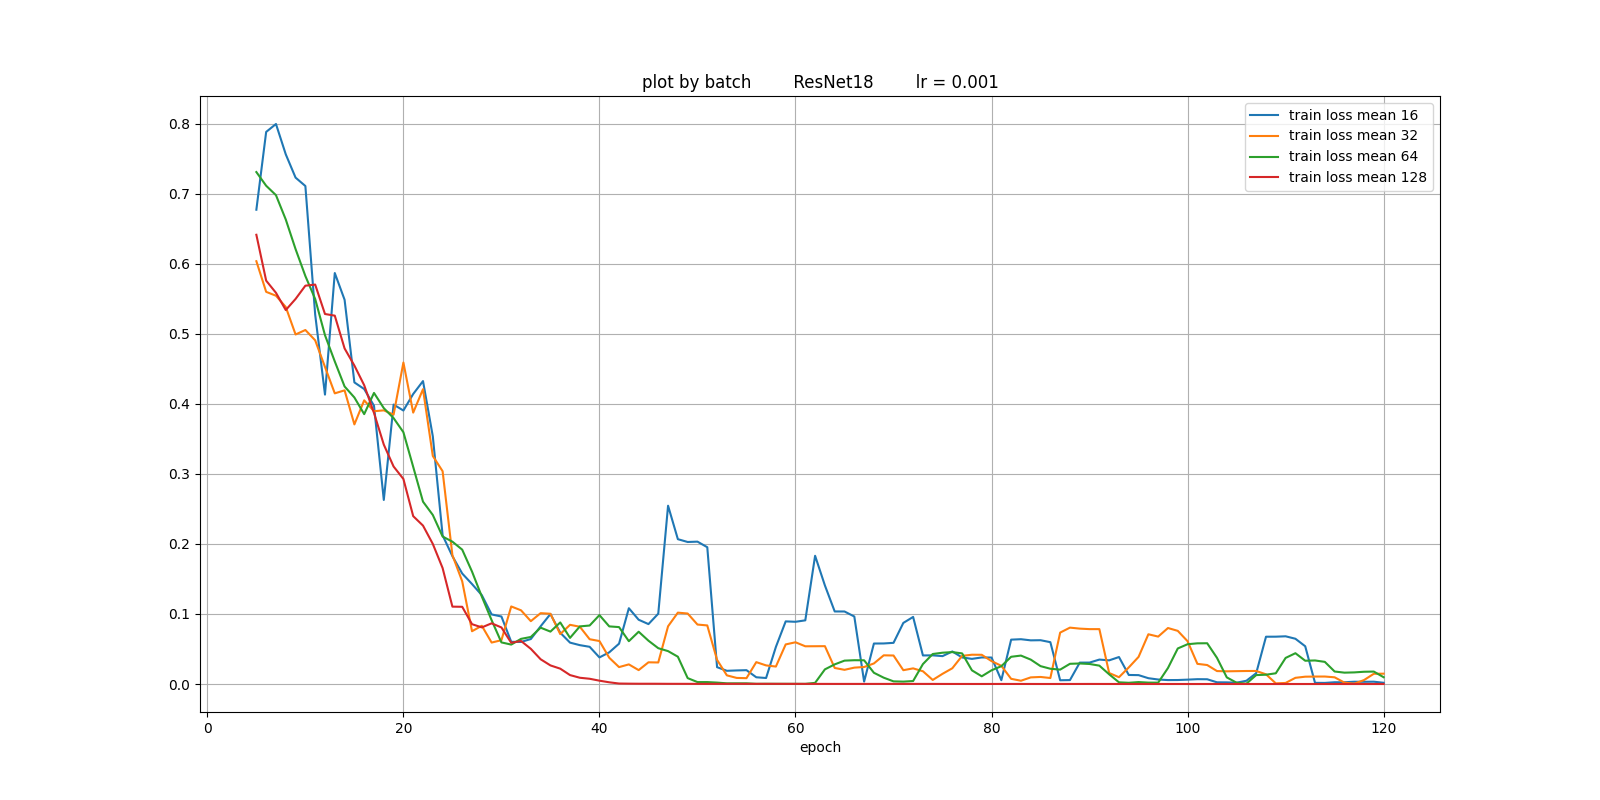 plot by batch ResNet18 lr = 0.001
train loss mean 16
train loss mean 32
train loss mean 64
train loss mean 128
0.8
0.7
0.6
0.5
0.4
0.3
0.2
0.1
0.0
0 20 40 60 80 100 120
epoch